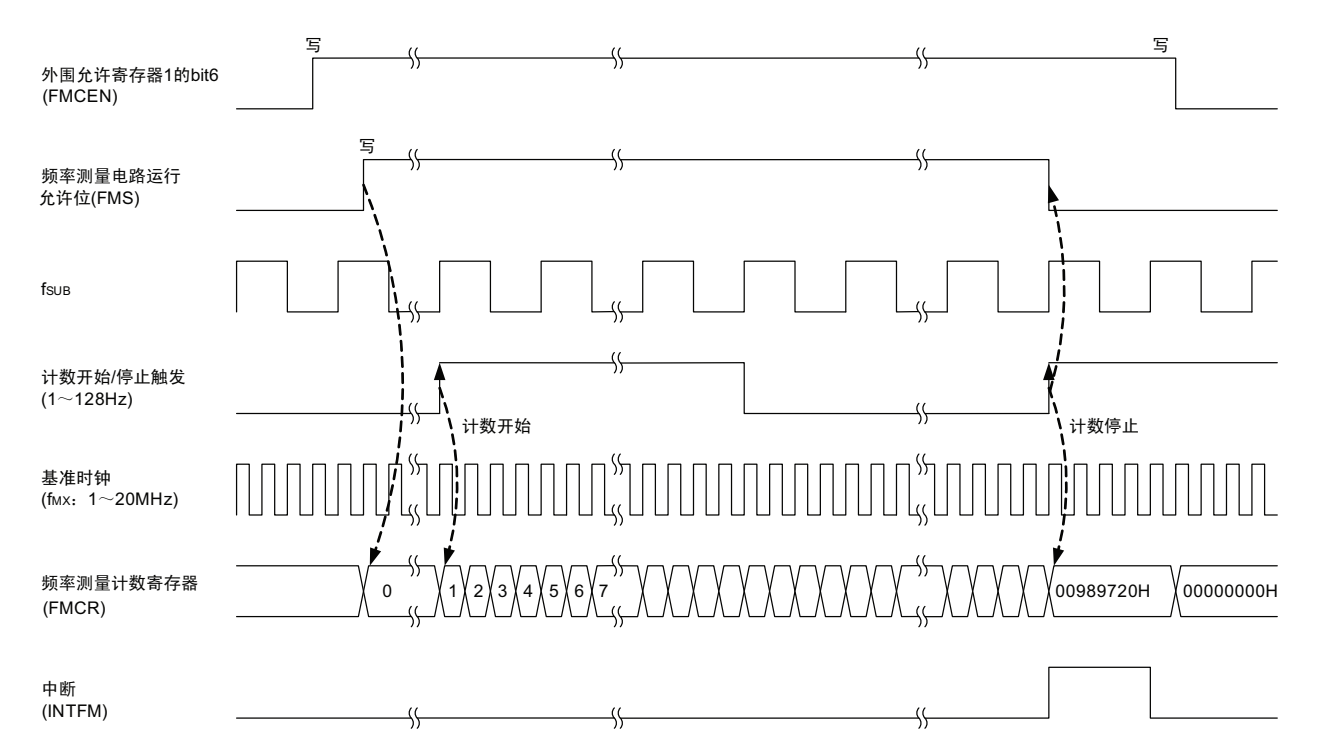 写
写
外围允许寄存器1的bit6
(FMCEN)
写
频率测量电路运行
允许位(FMS)
fSUB
计数开始/停止触发
(1～128Hz)
计数开始
计数停止
基准时钟
(fMX：1～20MHz)
频率测量计数寄存器
(FMCR)
0
1
2
3
4
5
6
7
00989720H
00000000H
中断
(INTFM)